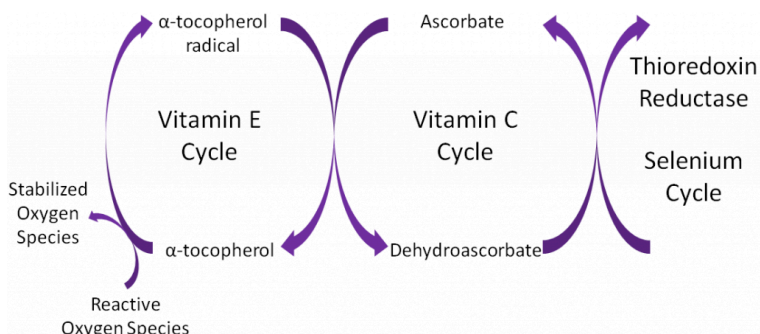 α-tocopherol
radical
Ascorbate
Thioredoxin
Reductase
Vitamin E
Cycle
Vitamin C
Cycle
Selenium
Cycle
Stabilized
Oxygen
Species
α-tocopherol
Dehydroascorbate
Reactive
Oxygen Species